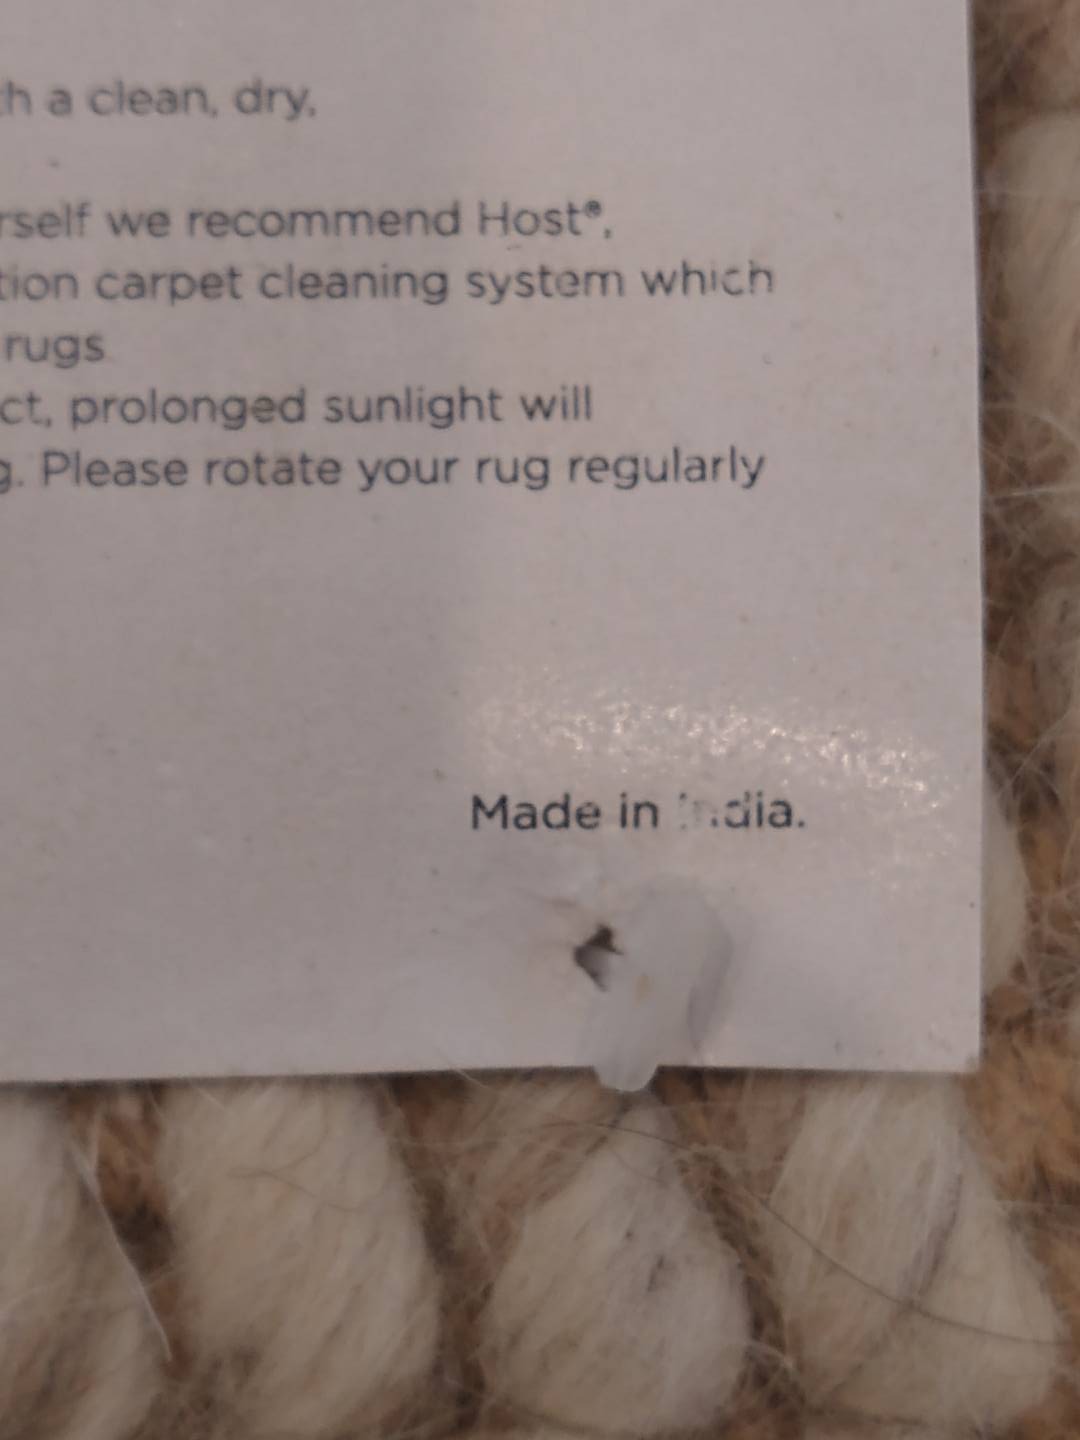 th a clean, dry,
rself we recommend Host®,
tion carpet cleaning system which
rugs
ct, prolonged sunlight will
g. Please rotate your rug regularly
Made in India.